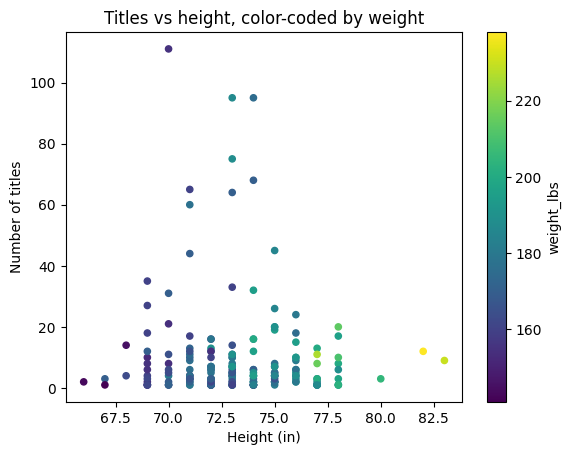 Titles vs height, color-coded by weight
100
80
60
40
20
0
Number of titles
67.5 70.0 72.5 75.0 77.5 80.0 82.5
Height (in)
220
200
180
160
weight_lbs